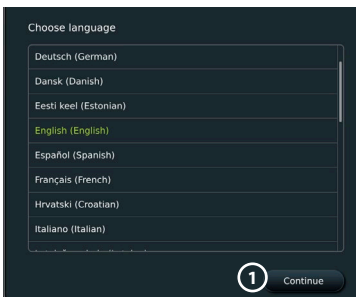 Choose language
Deutsch (German)
Dansk (Danish)
Eesti keel (Estonian)
English (English)
Español (Spanish)
Français (French)
Hrvatski (Croatian)
Italiano (Italian)
1 Continue